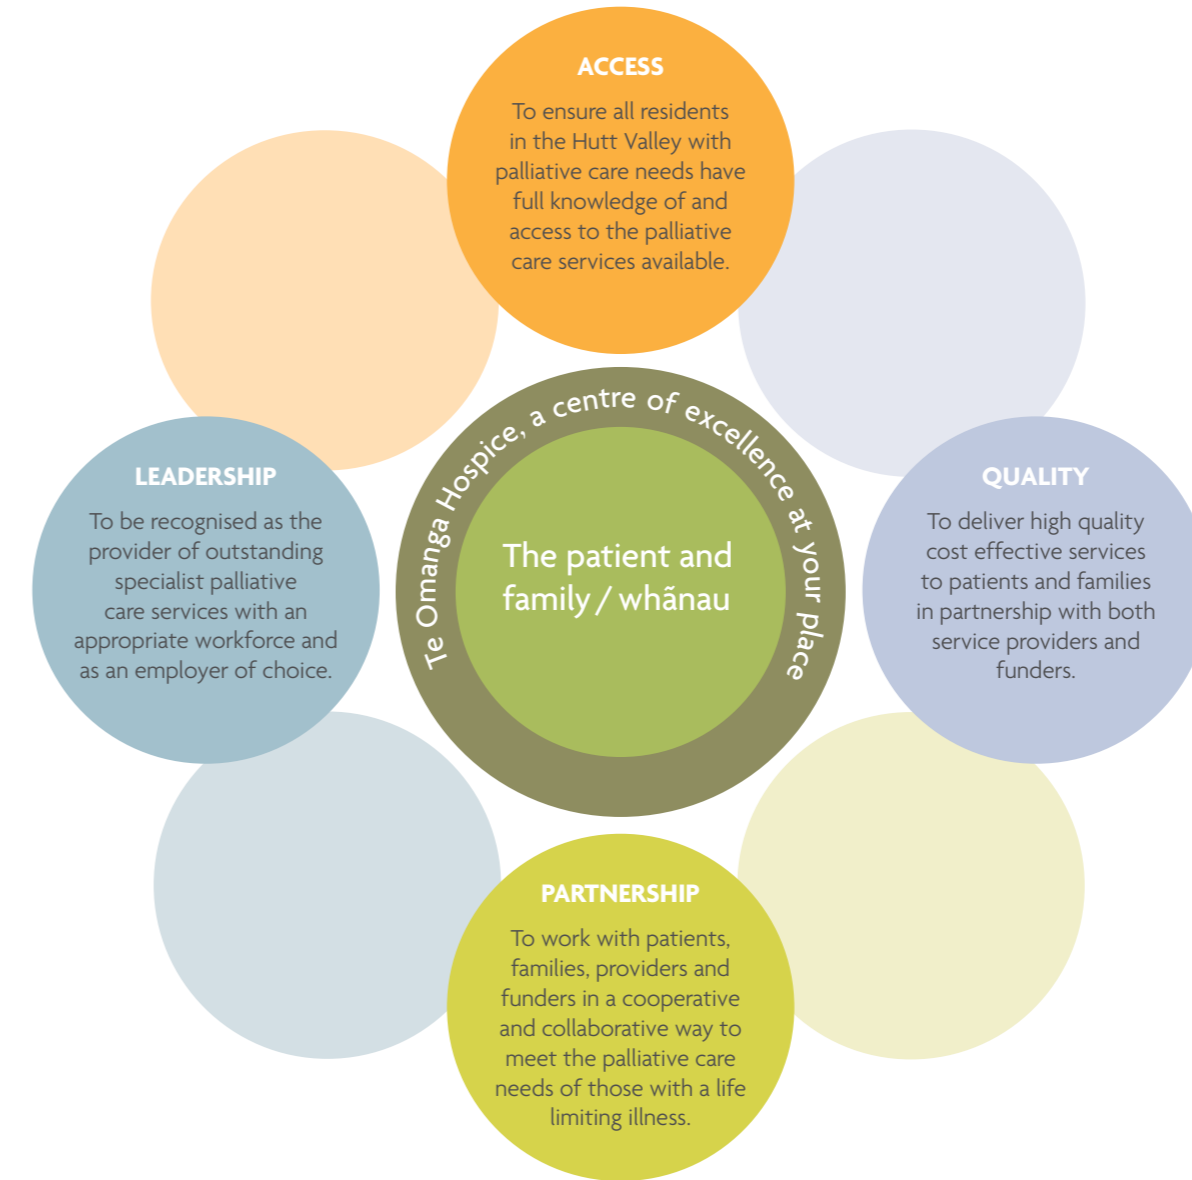 ACCESS
To ensure all residents
in the Hutt Valley with
palliative care needs have
full knowledge of and
access to the palliative
care services available.
Te Omanga Hospice, a centre of excellence at your place
The patient and
family / whãnau
LEADERSHIP
To be recognised as the
provider of outstanding
specialist palliative
care services with an
appropriate workforce and
as an employer of choice.
QUALITY
To deliver high quality
cost effective services
to patients and families
in partnership with both
service providers and
funders.
PARTNERSHIP
To work with patients,
families, providers and
funders in a cooperative
and collaborative way to
meet the palliative care
needs of those with a life
limiting illness.